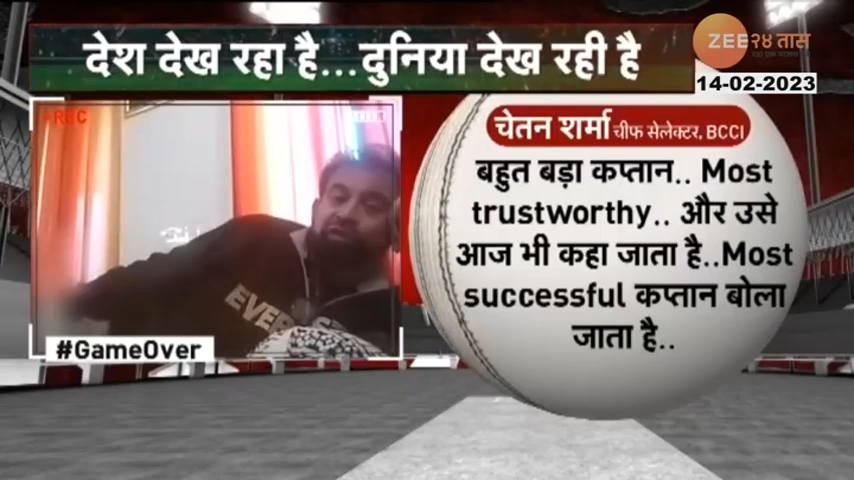 देश देख रहा है...दुनिया देख रही है
ZEE २४ तास
14-02-2023
चेतन शर्मा चीफ सेलेक्टर, BCCI
बहुत बड़ा कप्तान.. Most
trustworthy.. और उसे
आज भी कहा जाता है..Most
successful कप्तान बोला
जाता है..
#GameOver